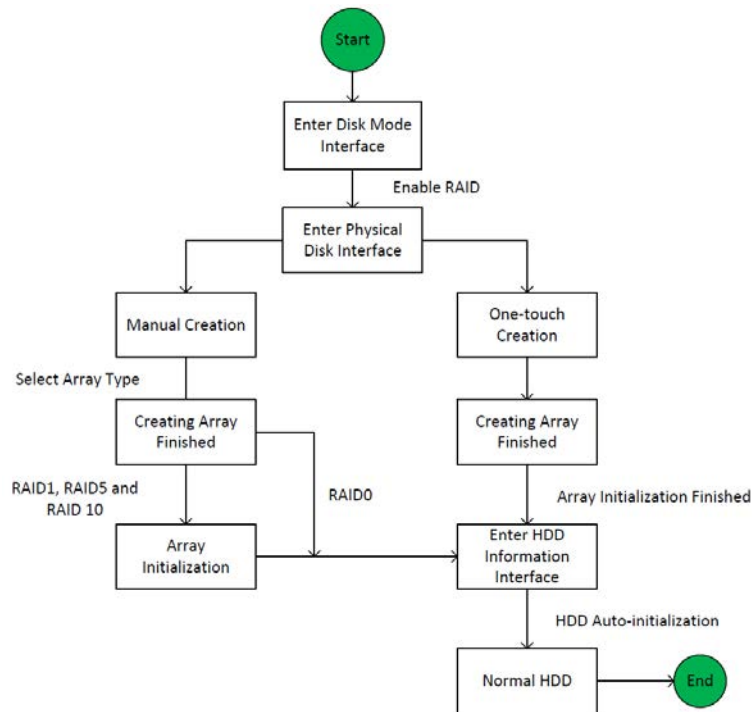 Start
Enter Disk Mode
Interface
Enable RAID
Enter Physical
Disk Interface
Manual Creation
One-touch
Creation
Select Array Type
Creating Array
Finished
Creating Array
Finished
RAID1, RAID5 and
RAID 10
RAID0
Array Initialization Finished
Array
Initialization
Enter HDD
Information
Interface
HDD Auto-initialization
Normal HDD
End